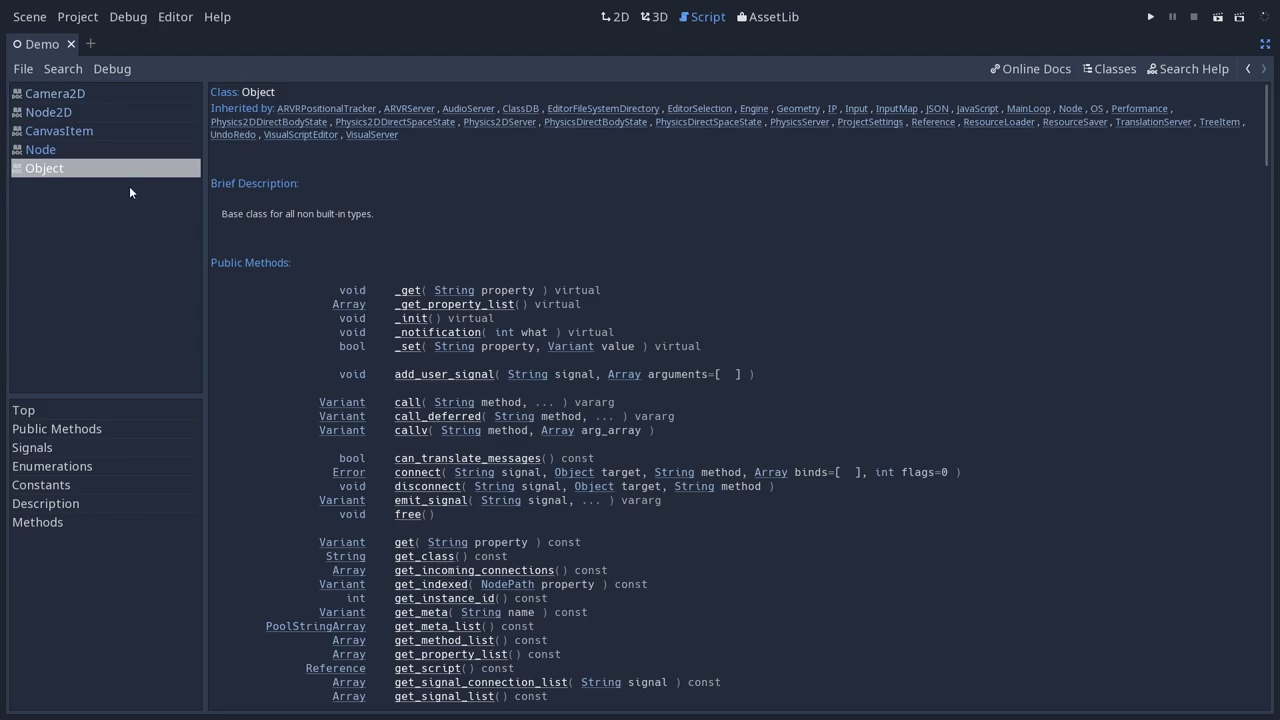 Scene Project Debug Editor Help 2D 3D Script AssetLib
Demo
File Search Debug Online Docs Classes Search Help
Camera2D
Node2D
CanvasItem
Node
Object
Top
Public Methods
Signals
Enumerations
Constants
Description
Methods
Class: Object
Inherited by: ARVRPositionalTracker , ARVRServer , AudioServer , ClassDB , EditorFileSystemDirectory , EditorSelection , Engine , Geometry , IP , Input , InputMap , JSON , JavaScript , MainLoop , Node , OS , Performance ,
Physics2DDirectBodyState , Physics2DDirectSpaceState , Physics2DServer , PhysicsDirectBodyState , PhysicsDirectSpaceState , PhysicsServer , ProjectSettings , Reference , ResourceLoader , ResourceSaver , TranslationServer , TreeItem ,
UndoRedo , VisualScriptEditor , VisualServer
Brief Description:
Base class for all non built-in types.
Public Methods:
void _get( String property ) virtual
Array _get_property_list() virtual
void _init() virtual
void _notification( int what ) virtual
bool _set( String property, Variant value ) virtual
void add_user_signal( String signal, Array arguments=[ ] )
Variant call( String method, ... ) vararg
Variant call_deferred( String method, ... ) vararg
Variant callv( String method, Array arg_array )
bool can_translate_messages() const
Error connect( String signal, Object target, String method, Array binds=[ ], int flags=0 )
void disconnect( String signal, Object target, String method )
Variant emit_signal( String signal, ... ) vararg
void free()
Variant get( String property ) const
String get_class() const
Array get_incoming_connections() const
Variant get_indexed( NodePath property ) const
int get_instance_id() const
Variant get_meta( String name ) const
PoolStringArray get_meta_list() const
Array get_method_list() const
Array get_property_list() const
Reference get_script() const
Array get_signal_connection_list( String signal ) const
Array get_signal_list() const